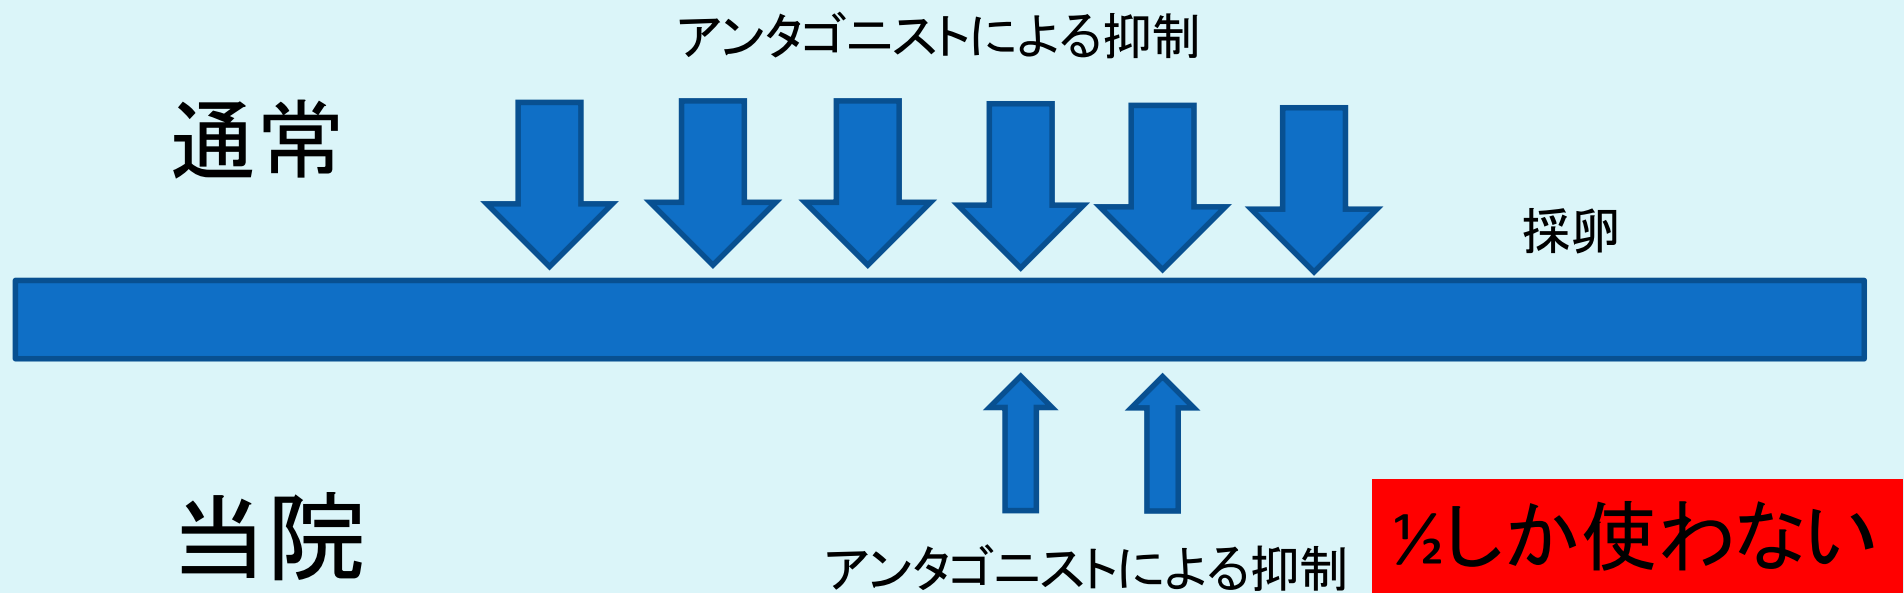 アンタゴニストによる抑制
通常
採卵
当院
アンタゴニストによる抑制
½しか使わない